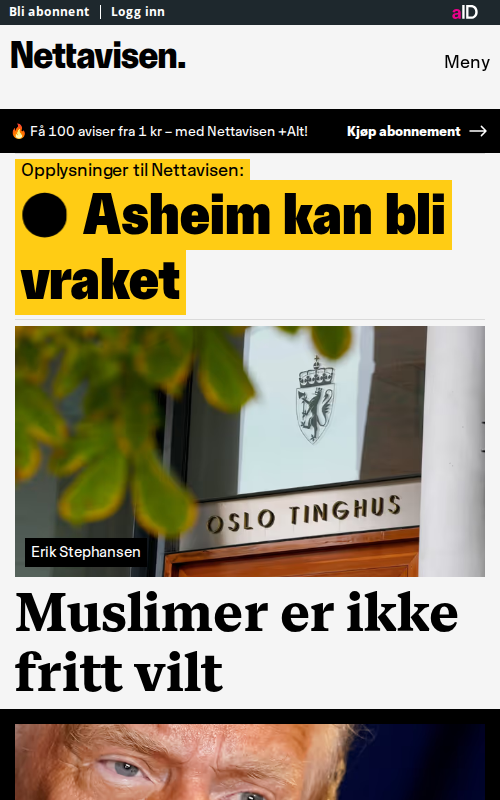 Bli abonnent | Logg inn
aID
Nettavisen.
Meny
🔥 Få 100 aviser fra 1 kr – med Nettavisen +Alt!
Kjøp abonnement →
Opplysninger til Nettavisen:
● Asheim kan bli
vraket
OSLO TINGHUS
Erik Stephansen
Muslimer er ikke
fritt vilt